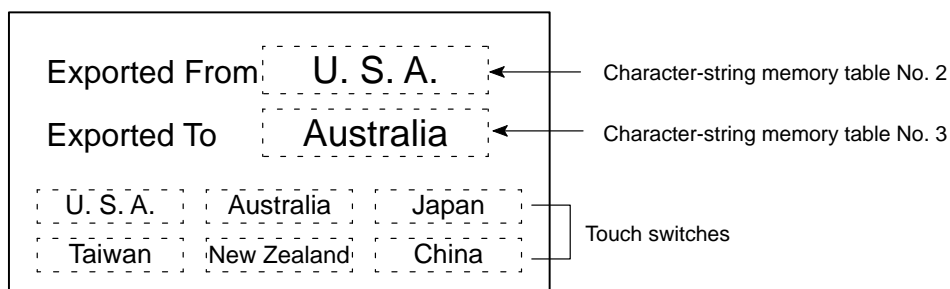 Exported From U. S. A. Character-string memory table No. 2
Exported To Australia Character-string memory table No. 3
U. S. A. Australia Japan
Touch switches
Taiwan New Zealand China